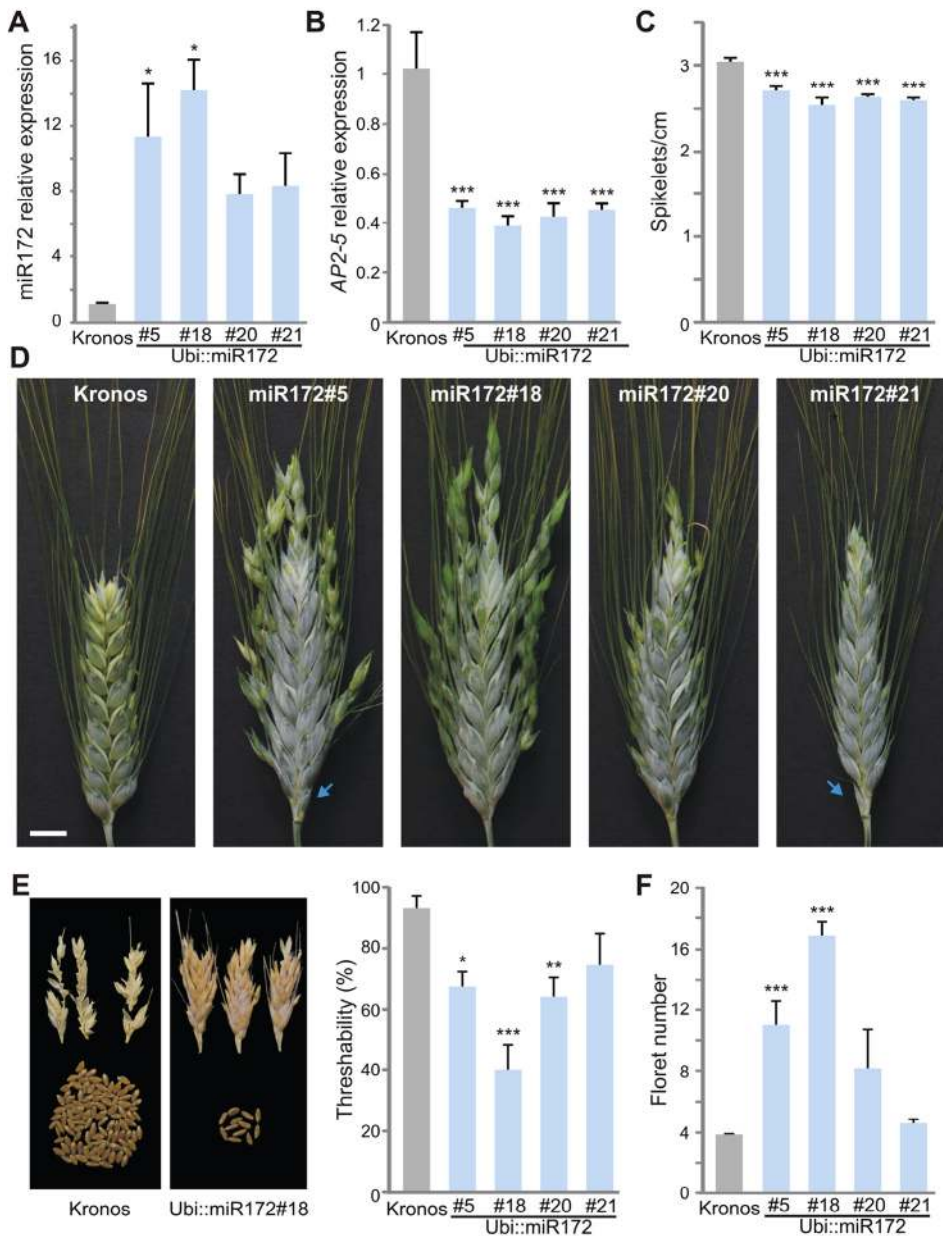 A
miR172 relative expression
16
12
8
4
0
*
*
Kronos
#5
#18
#20
#21
Ubi::miR172
B
AP2-5 relative expression
1.4
1.2
1
0.8
0.6
0.4
0.2
0
***
***
***
***
Kronos
#5
#18
#20
#21
Ubi::miR172
C
Spikelets/cm
3
2
1
0
***
***
***
***
Kronos
#5
#18
#20
#21
Ubi::miR172
D
Kronos
miR172#5
miR172#18
miR172#20
miR172#21
E
Kronos
Ubi::miR172#18
Threshability (%)
100
80
60
40
20
0
*
***
**
Kronos
#5
#18
#20
#21
Ubi::miR172
F
Floret number
20
16
12
8
4
0
***
***
Kronos
#5
#18
#20
#21
Ubi::miR172